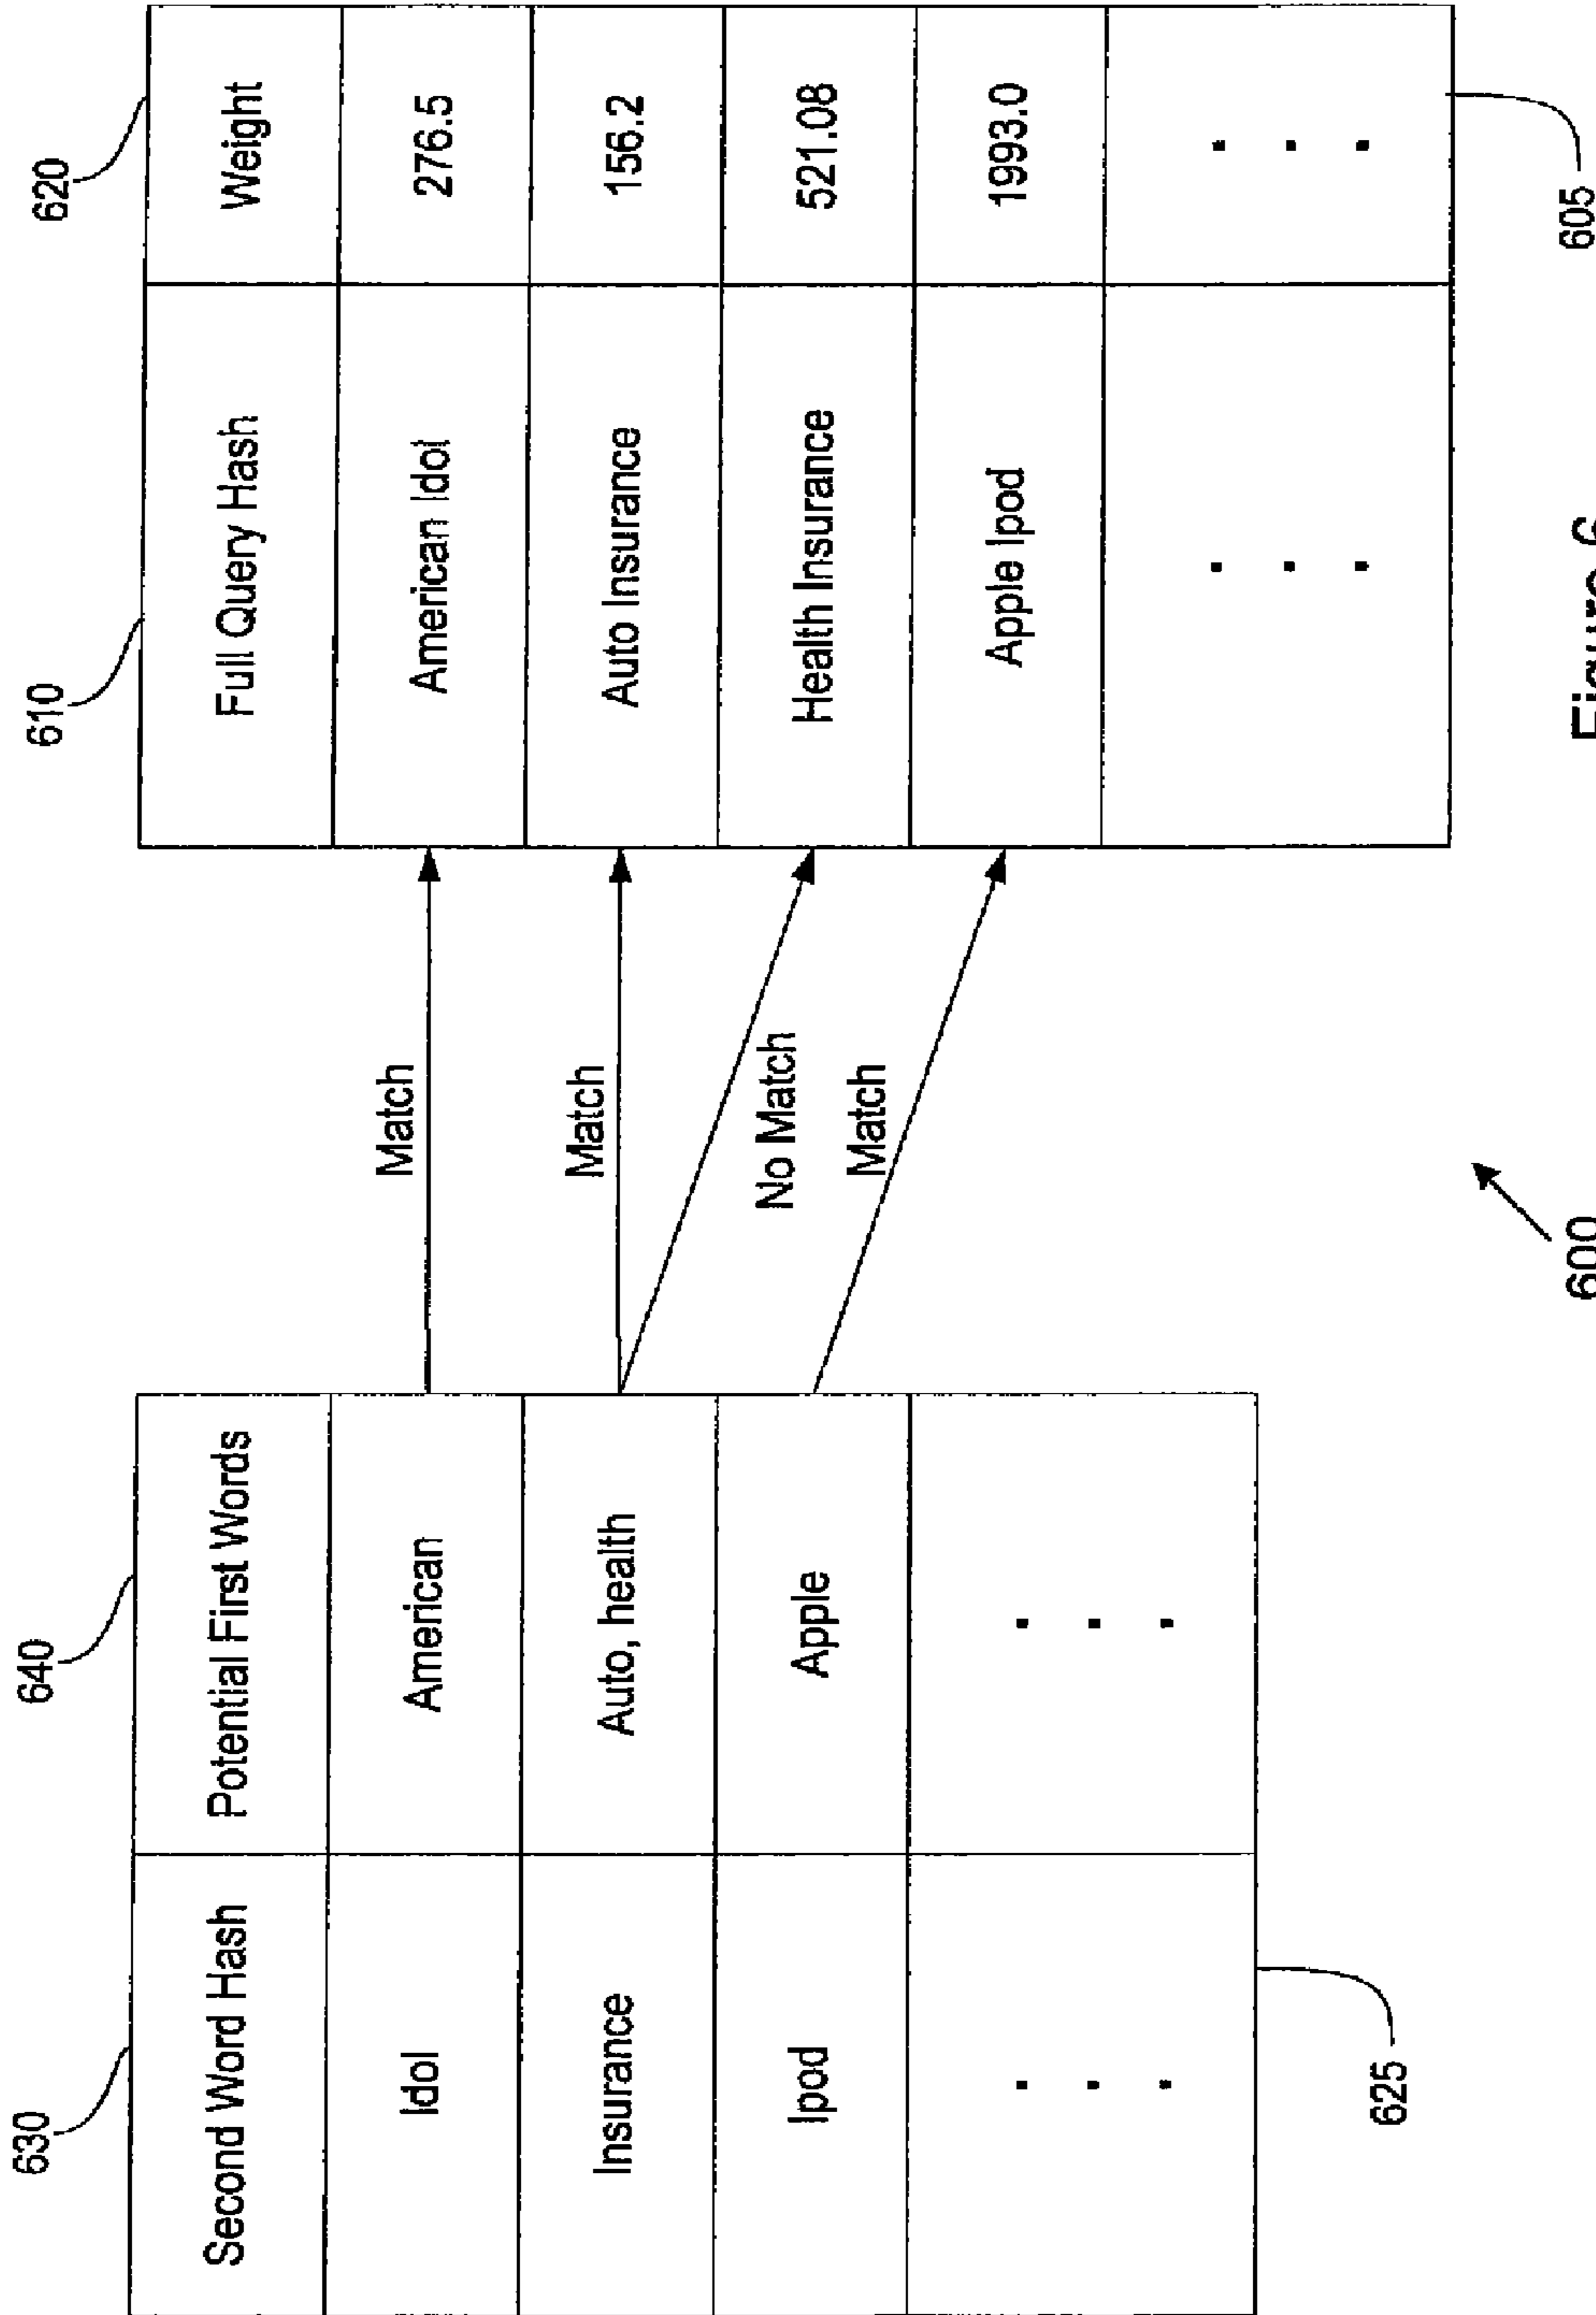 630
640
Second Word Hash Potential First Words
Idol American
Insurance Auto, health
Ipod Apple
. .
. .
. .
625
Match
Match
No Match
Match
600
610
620
Full Query Hash Weight
American Idol 276.5
Auto Insurance 156.2
Health Insurance 521.08
Apple Ipod 1993.0
. .
. .
. .
605
Figure 6